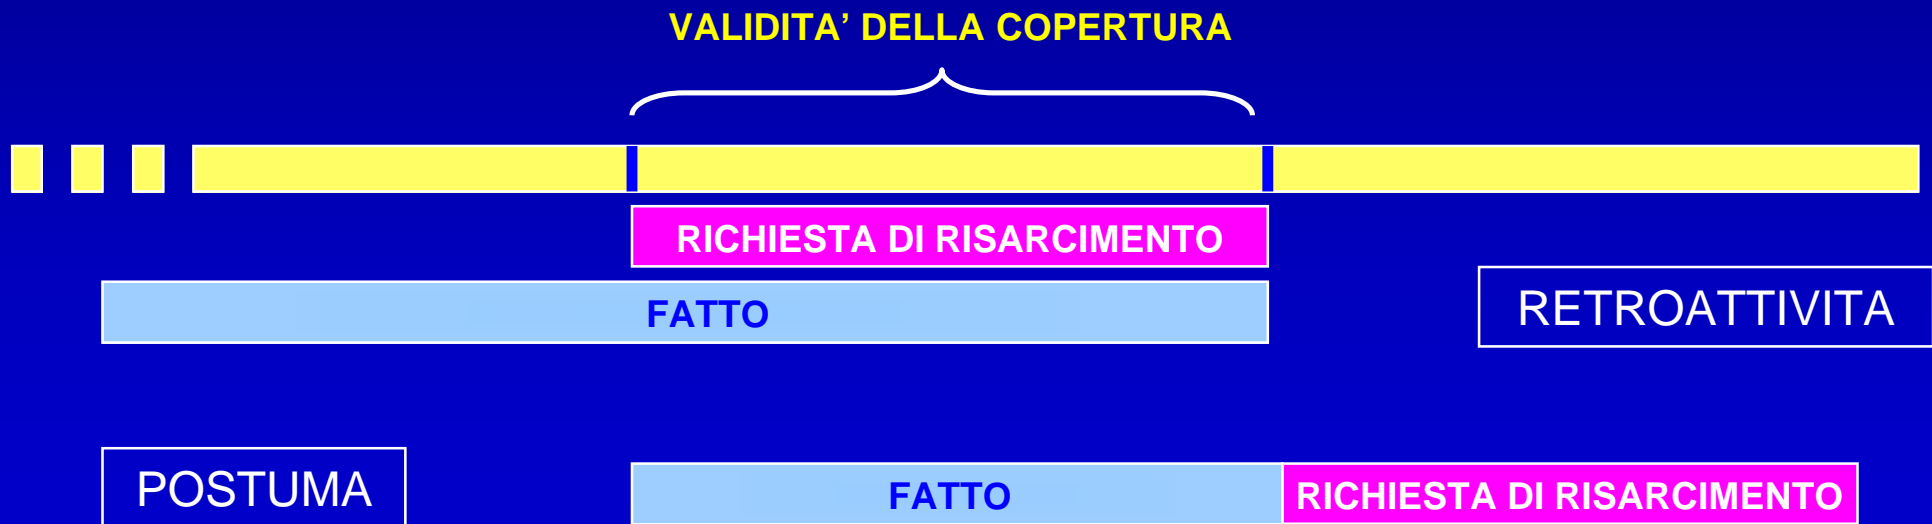 VALIDITA’ DELLA COPERTURA
RICHIESTA DI RISARCIMENTO
FATTO
RETROATTIVITA
POSTUMA
FATTO
RICHIESTA DI RISARCIMENTO